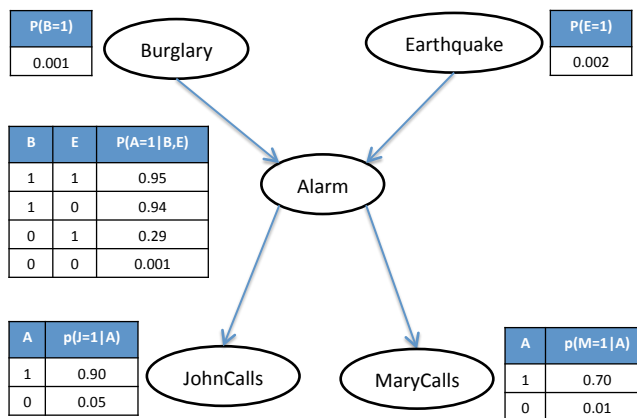 P(B=1)
0.001
Burglary
Earthquake
P(E=1)
0.002
B E P(A=1|B,E)
1 1 0.95
1 0 0.94
0 1 0.29
0 0 0.001
Alarm
A p(J=1|A)
1 0.90
0 0.05
JohnCalls
MaryCalls
A p(M=1|A)
1 0.70
0 0.01